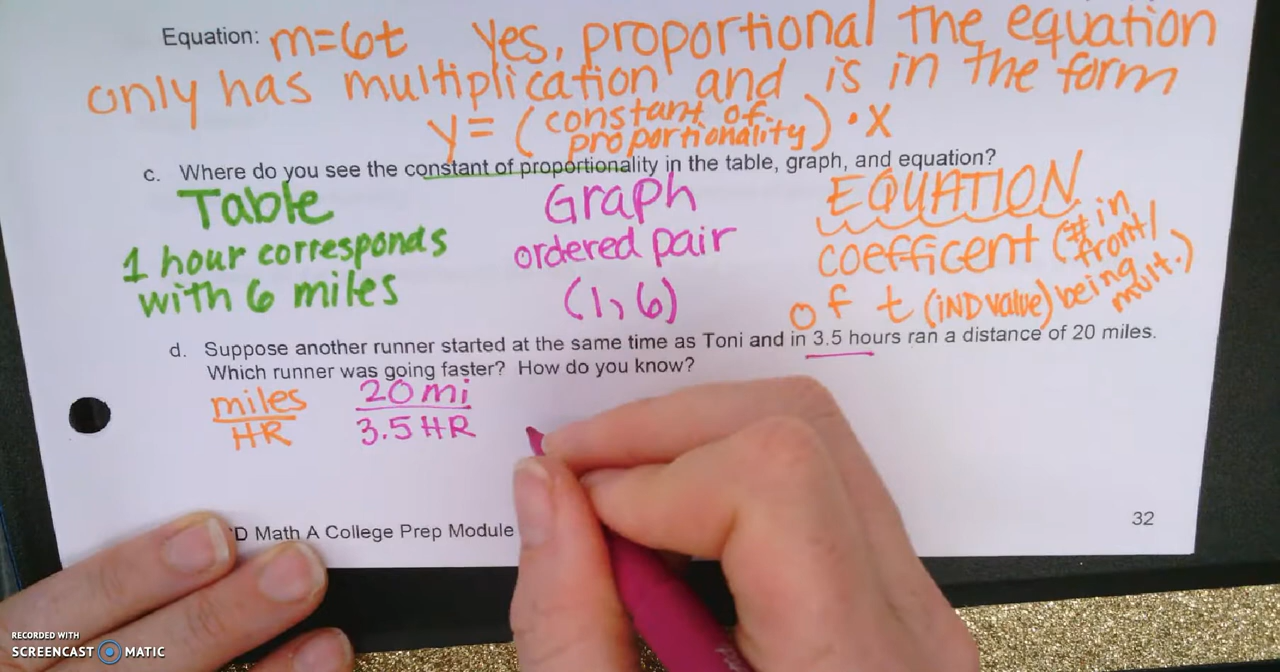 Equation: m=6t Yes, proportional the equation
only has multiplication and is in the form
y = (constant of proportionality) · x
c. Where do you see the constant of proportionality in the table, graph, and equation?
Table
1 hour corresponds
with 6 miles
Graph
ordered pair
(1, 6)
EQUATION
coefficent (# in front/
of t (IND value) being mult.)
d. Suppose another runner started at the same time as Toni and in 3.5 hours ran a distance of 20 miles.
Which runner was going faster? How do you know?
miles 20 mi
HR 3.5 HR
D Math A College Prep Module
32
RECORDED WITH
SCREENCAST MATIC